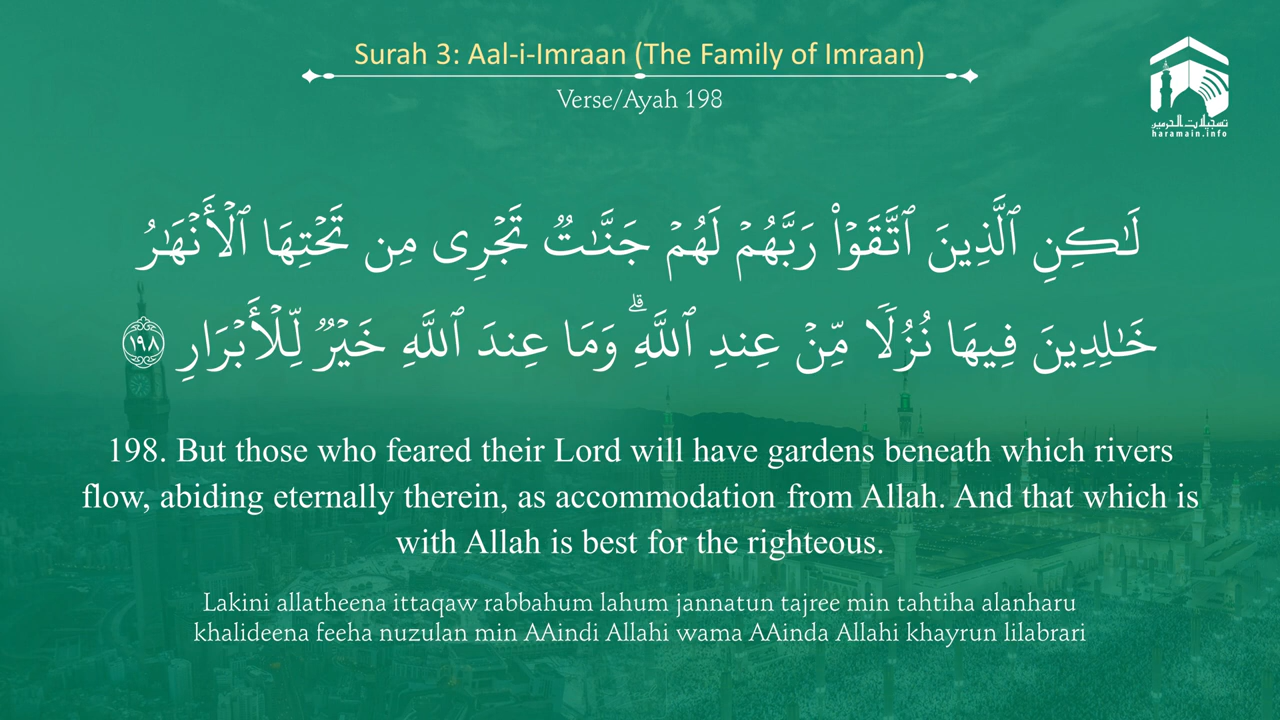 Surah 3: Aal-i-Imraan (The Family of Imraan)
Verse/Ayah 198
تسجيلات الحرمين
haramain.info
لَـٰكِنِ ٱلَّذِينَ ٱتَّقَوْا۟ رَبَّهُمْ لَهُمْ جَنَّـٰتٌ تَجْرِى مِن تَحْتِهَا ٱلْأَنْهَـٰرُ
خَـٰلِدِينَ فِيهَا نُزُلًا مِّنْ عِندِ ٱللَّهِ ۗ وَمَا عِندَ ٱللَّهِ خَيْرٌ لِّلْأَبْرَارِ ١٩٨
198. But those who feared their Lord will have gardens beneath which rivers
flow, abiding eternally therein, as accommodation from Allah. And that which is
with Allah is best for the righteous.
Lakini allatheena ittaqaw rabbahum lahum jannatun tajree min tahtiha alanharu
khalideena feeha nuzulan min AAindi Allahi wama AAinda Allahi khayrun lilabrari